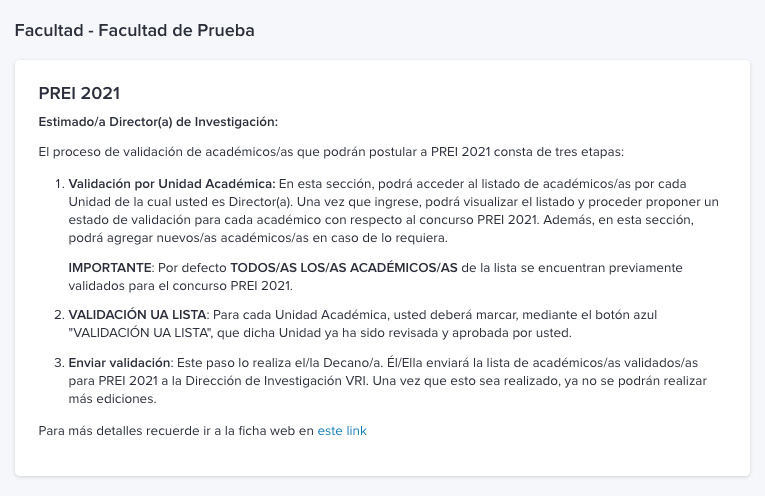 Facultad - Facultad de Prueba
PREI 2021
Estimado/a Director(a) de Investigación:
El proceso de validación de académicos/as que podrán postular a PREI 2021 consta de tres etapas:
1. Validación por Unidad Académica: En esta sección, podrá acceder al listado de académicos/as por cada
Unidad de la cual usted es Director(a). Una vez que ingrese, podrá visualizar el listado y proceder proponer un
estado de validación para cada académico con respecto al concurso PREI 2021. Además, en esta sección,
podrá agregar nuevos/as académicos/as en caso de lo requiera.
IMPORTANTE: Por defecto TODOS/AS LOS/AS ACADÉMICOS/AS de la lista se encuentran previamente
validados para el concurso PREI 2021.
2. VALIDACIÓN UA LISTA: Para cada Unidad Académica, usted deberá marcar, mediante el botón azul
"VALIDACIÓN UA LISTA", que dicha Unidad ya ha sido revisada y aprobada por usted.
3. Enviar validación: Este paso lo realiza el/la Decano/a. Él/Ella enviará la lista de académicos/as validados/as
para PREI 2021 a la Dirección de Investigación VRI. Una vez que esto sea realizado, ya no se podrán realizar
más ediciones.
Para más detalles recuerde ir a la ficha web en este link